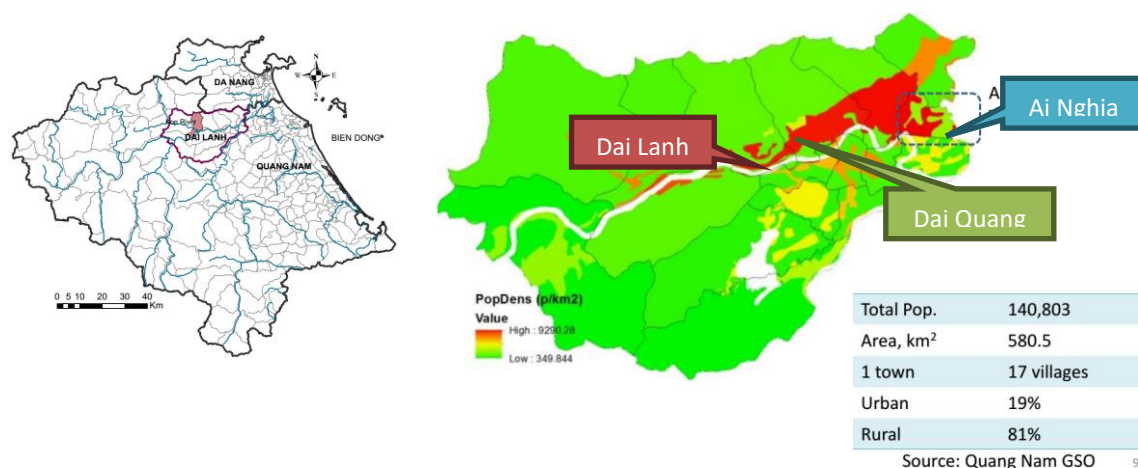 N
W
E
S
DA NANG
DAI LANH
BIEN DONG
QUANG NAM
0 5 10 20 30 40
Km
A
Ai Nghia
Dai Lanh
Dai Quang
PopDens (p/km2)
Value
High : 9290.28
Low : 349.844
Total Pop. 140,803
Area, km² 580.5
1 town 17 villages
Urban 19%
Rural 81%
Source: Quang Nam GSO
9